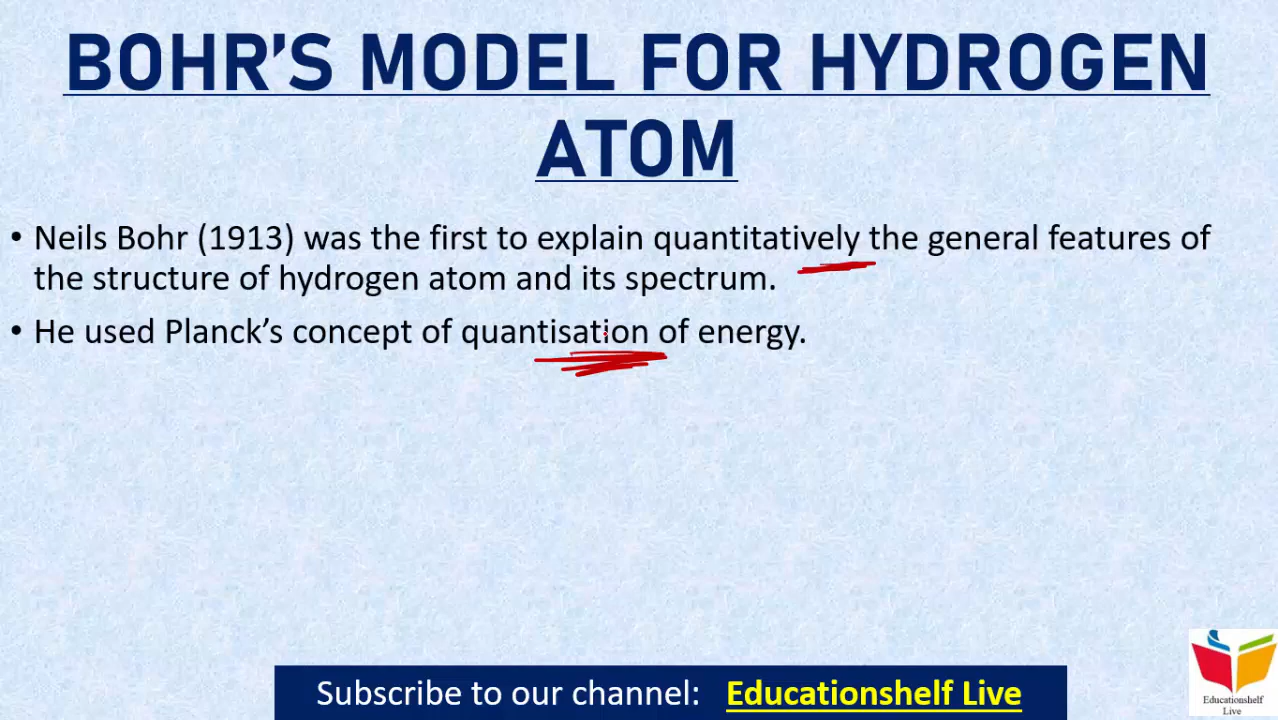 BOHR'S MODEL FOR HYDROGEN
ATOM
• Neils Bohr (1913) was the first to explain quantitatively the general features of
the structure of hydrogen atom and its spectrum.
• He used Planck’s concept of quantisation of energy.
Subscribe to our channel: Educationshelf Live
Educationshelf
Live